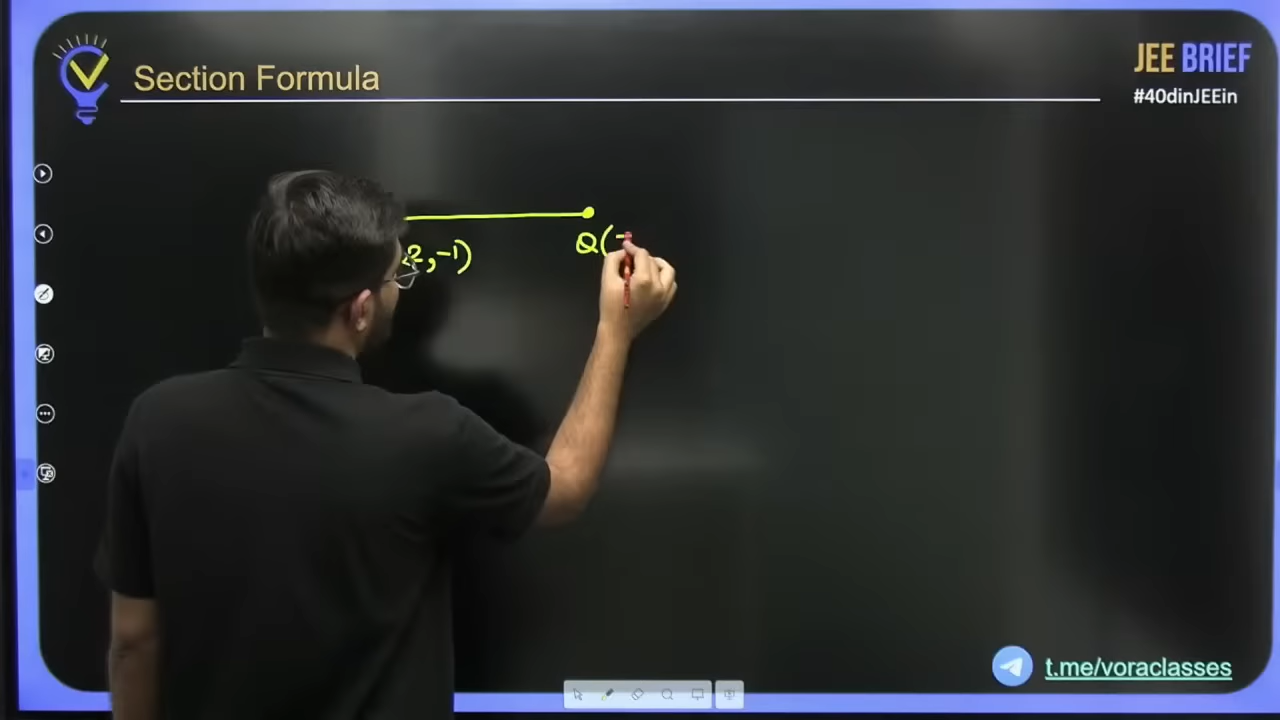 Section Formula
JEE BRIEF
#40dinJEEin
2,-1)
Q(-
t.me/voraclasses